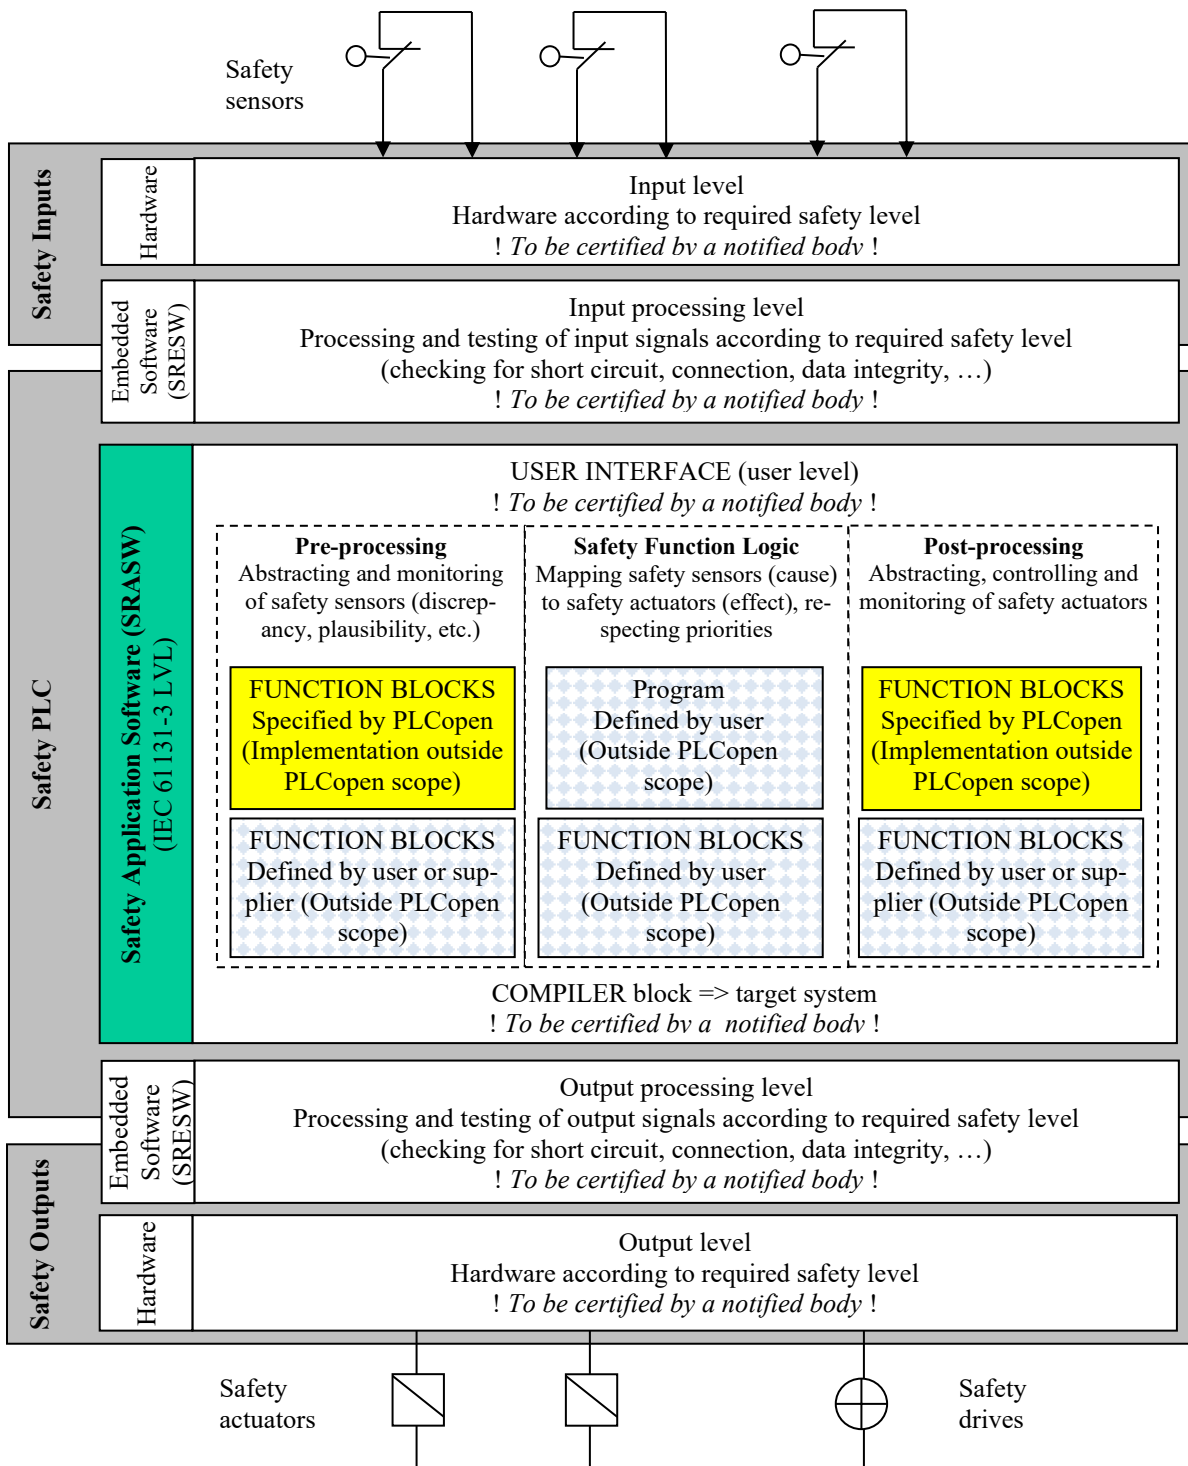 Safety
sensors
Safety Inputs
Hardware
Input level
Hardware according to required safety level
! To be certified by a notified body !
Embedded
Software
(SRESW)
Input processing level
Processing and testing of input signals according to required safety level
(checking for short circuit, connection, data integrity, …)
! To be certified by a notified body !
Safety PLC
Safety Application Software (SRASW)
(IEC 61131-3 LVL)
USER INTERFACE (user level)
! To be certified by a notified body !
Pre-processing
Abstracting and monitoring
of safety sensors (discrep-
ancy, plausibility, etc.)
FUNCTION BLOCKS
Specified by PLCopen
(Implementation outside
PLCopen scope)
FUNCTION BLOCKS
Defined by user or sup-
plier (Outside PLCopen
scope)
Safety Function Logic
Mapping safety sensors (cause)
to safety actuators (effect), re-
specting priorities
Program
Defined by user
(Outside PLCopen
scope)
FUNCTION BLOCKS
Defined by user
(Outside PLCopen
scope)
Post-processing
Abstracting, controlling and
monitoring of safety actuators
FUNCTION BLOCKS
Specified by PLCopen
(Implementation outside
PLCopen scope)
FUNCTION BLOCKS
Defined by user or sup-
plier (Outside PLCopen
scope)
COMPILER block => target system
! To be certified by a notified body !
Embedded
Software
(SRESW)
Output processing level
Processing and testing of output signals according to required safety level
(checking for short circuit, connection, data integrity, …)
! To be certified by a notified body !
Safety Outputs
Hardware
Output level
Hardware according to required safety level
! To be certified by a notified body !
Safety
actuators
Safety
drives